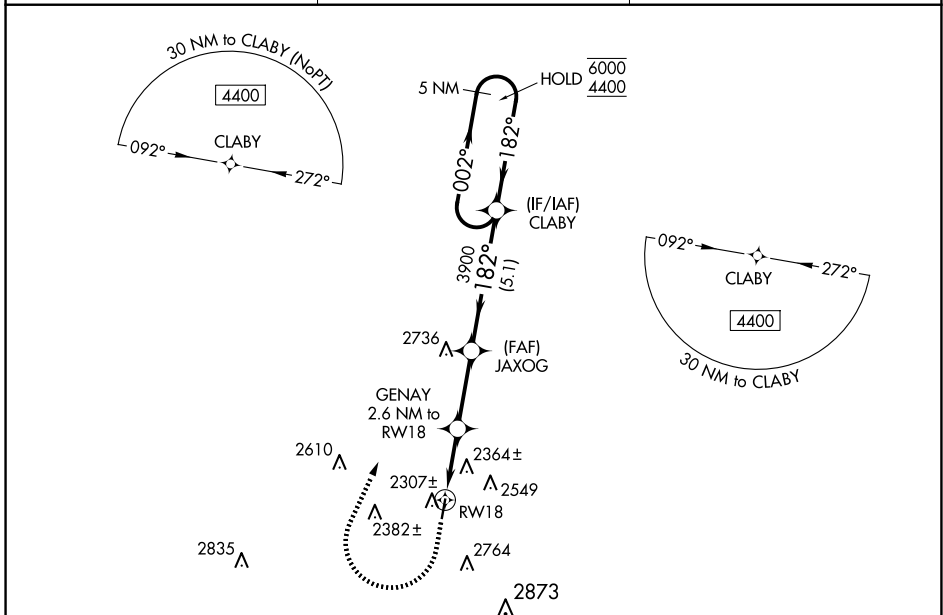 30 NM to CLABY (NoPT)
4400
CLABY
092°
272°
5 NM
HOLD
6000
4400
002°
182°
(IF/IAF)
CLABY
3900
182°
(5.1)
092°
272°
CLABY
4400
30 NM to CLABY
2736
(FAF)
JAXOG
GENAY
2.6 NM to
RW18
2610
2364±
2307±
2549
RW18
2382±
2835
2764
2873